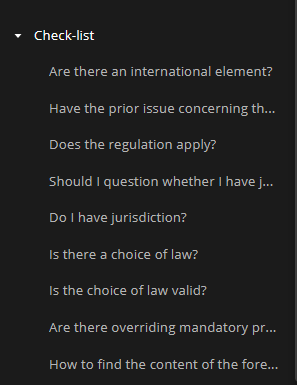 Check-list
Are there an international element?
Have the prior issue concerning th...
Does the regulation apply?
Should I question whether I have j...
Do I have jurisdiction?
Is there a choice of law?
Is the choice of law valid?
Are there overriding mandatory pr...
How to find the content of the fore...